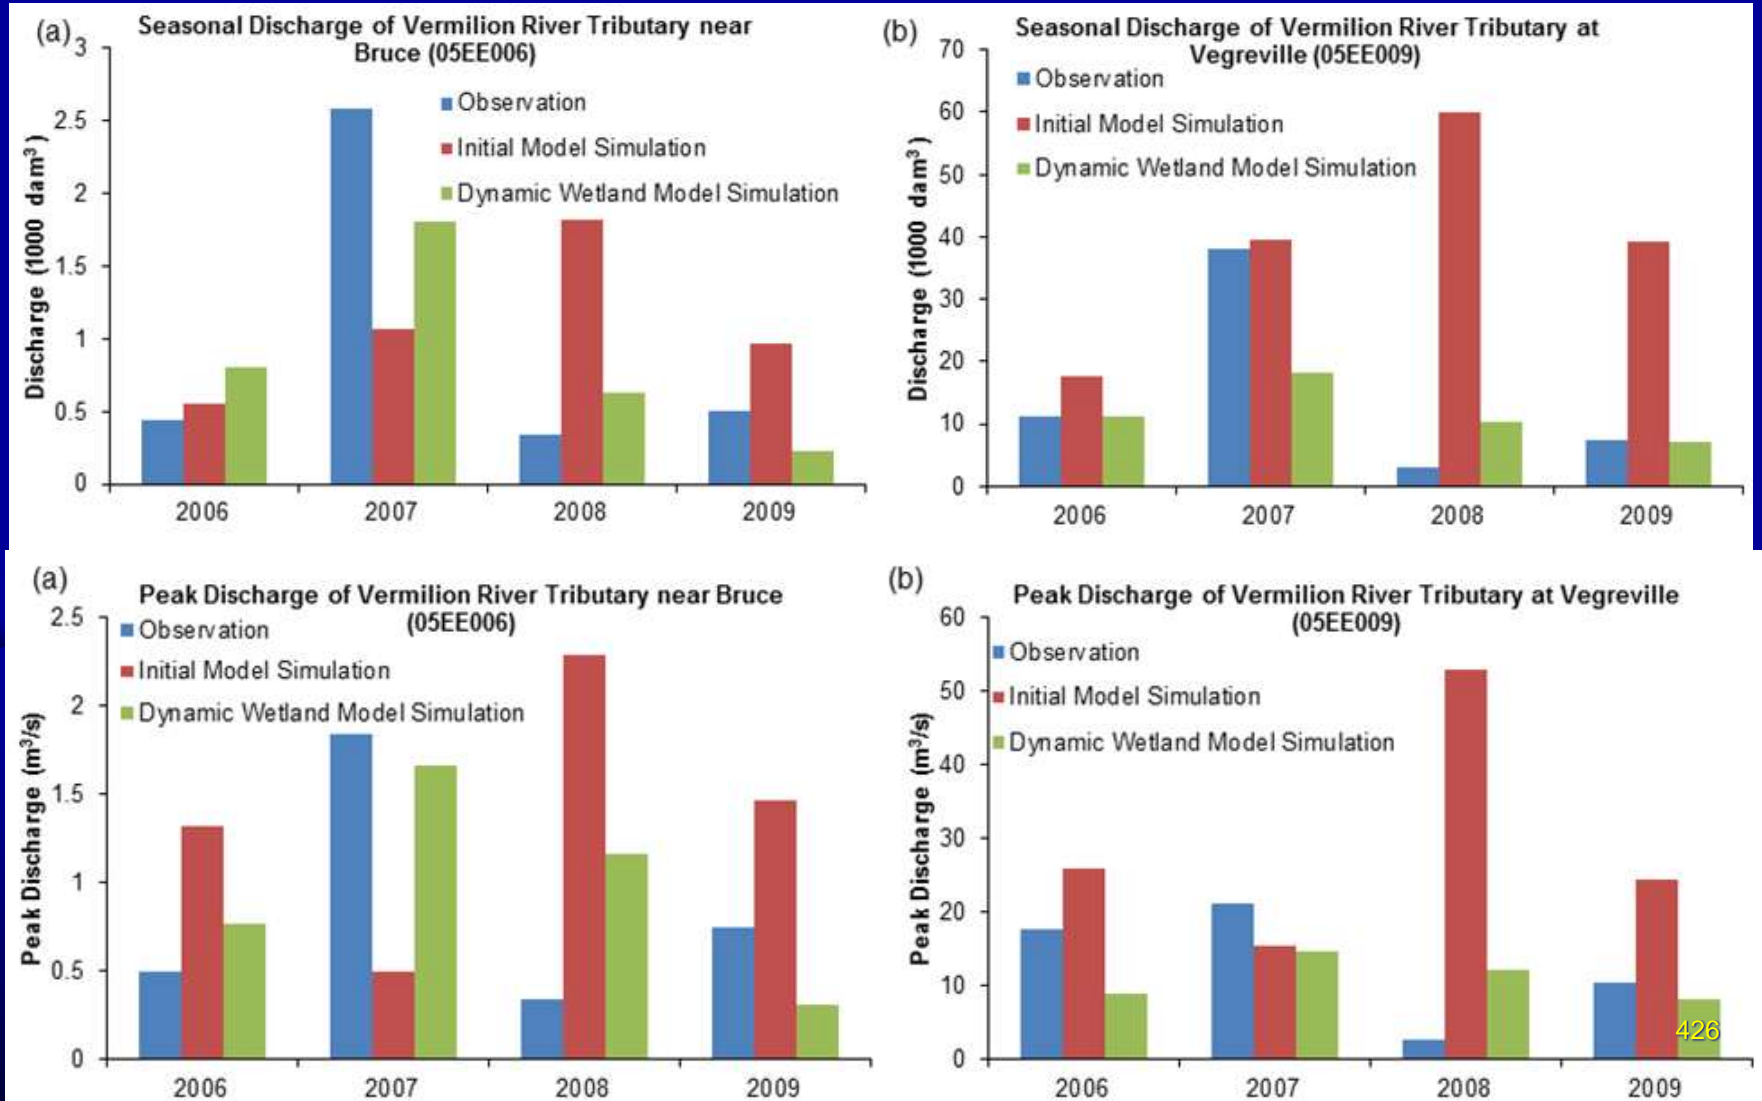 (a)
Seasonal Discharge of Vermilion River Tributary near
Bruce (05EE006)
Discharge (1000 dam³ )
3
2.5
2
1.5
1
0.5
0
Observation
Initial Model Simulation
Dynamic Wetland Model Simulation
2006 2007 2008 2009
(b)
Seasonal Discharge of Vermilion River Tributary at
Vegreville (05EE009)
Discharge (1000 dam³ )
70
60
50
40
30
20
10
0
Observation
Initial Model Simulation
Dynamic Wetland Model Simulation
2006 2007 2008 2009
(a)
Peak Discharge of Vermilion River Tributary near Bruce
(05EE006)
Peak Discharge (m³/s)
2.5
2
1.5
1
0.5
0
Observation
Initial Model Simulation
Dynamic Wetland Model Simulation
2006 2007 2008 2009
(b)
Peak Discharge of Vermilion River Tributary at Vegreville
(05EE009)
Peak Discharge (m³/s)
60
50
40
30
20
10
0
Observation
Initial Model Simulation
Dynamic Wetland Model Simulation
2006 2007 2008 2009
426